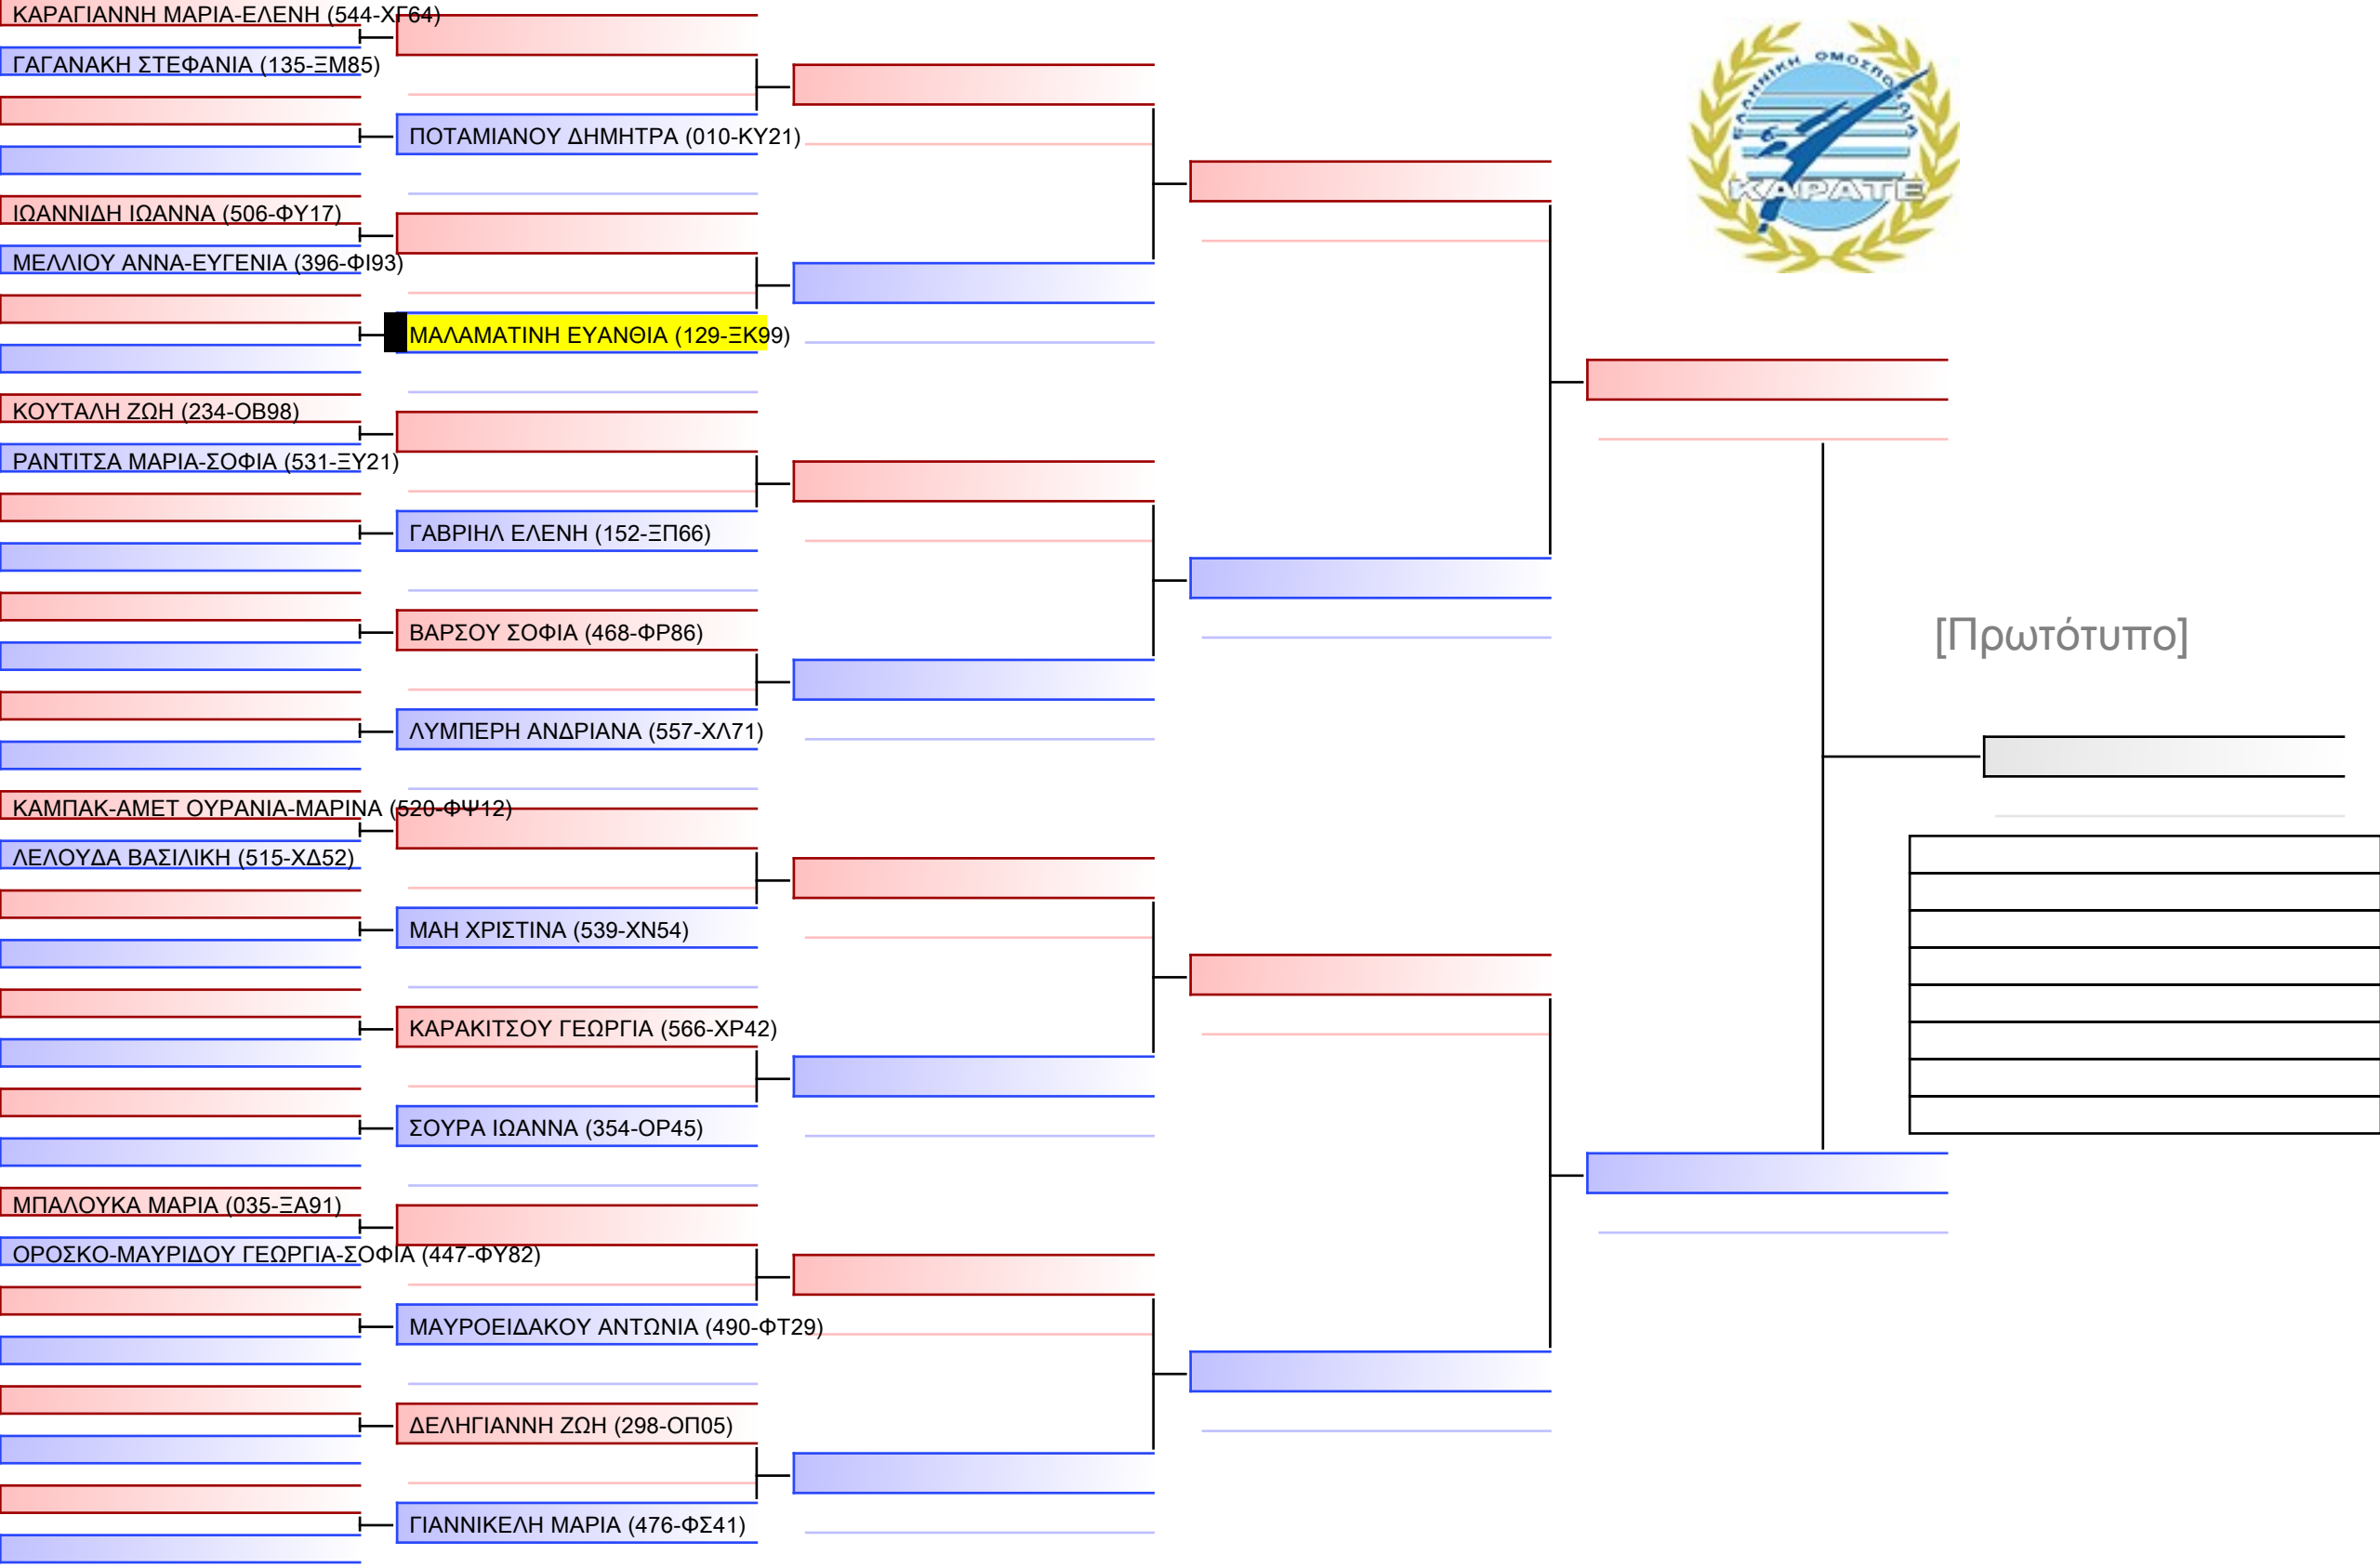 ΚΑΡΑΓΙΑΝΝΗ ΜΑΡΙΑ-ΕΛΕΝΗ (544-ΧΓ64)
ΓΑΓΑΝΑΚΗ ΣΤΕΦΑΝΙΑ (135-ΞΜ85)
ΙΩΑΝΝΙΔΗ ΙΩΑΝΝΑ (506-ΦΥ17)
ΜΕΛΛΙΟΥ ΑΝΝΑ-ΕΥΓΕΝΙΑ (396-ΦΙ93)
ΚΟΥΤΑΛΗ ΖΩΗ (234-ΟΒ98)
ΡΑΝΤΙΤΣΑ ΜΑΡΙΑ-ΣΟΦΙΑ (531-ΞΥ21)
ΚΑΜΠΑΚ-ΑΜΕΤ ΟΥΡΑΝΙΑ-ΜΑΡΙΝΑ (520-ΦΨ12)
ΛΕΛΟΥΔΑ ΒΑΣΙΛΙΚΗ (515-ΧΔ52)
ΜΠΑΛΟΥΚΑ ΜΑΡΙΑ (035-ΞΑ91)
ΟΡΟΣΚΟ-ΜΑΥΡΙΔΟΥ ΓΕΩΡΓΙΑ-ΣΟΦΙΑ (447-ΦΥ82)
ΠΟΤΑΜΙΑΝΟΥ ΔΗΜΗΤΡΑ (010-ΚΥ21)
ΜΑΛΑΜΑΤΙΝΗ ΕΥΑΝΘΙΑ (129-ΞΚ99)
ΓΑΒΡΙΗΛ ΕΛΕΝΗ (152-ΞΠ66)
ΒΑΡΣΟΥ ΣΟΦΙΑ (468-ΦΡ86)
ΛΥΜΠΕΡΗ ΑΝΔΡΙΑΝΑ (557-ΧΛ71)
ΜΑΗ ΧΡΙΣΤΙΝΑ (539-ΧΝ54)
ΚΑΡΑΚΙΤΣΟΥ ΓΕΩΡΓΙΑ (566-ΧΡ42)
ΣΟΥΡΑ ΙΩΑΝΝΑ (354-ΟΡ45)
ΜΑΥΡΟΕΙΔΑΚΟΥ ΑΝΤΩΝΙΑ (490-ΦΤ29)
ΔΕΛΗΓΙΑΝΝΗ ΖΩΗ (298-ΟΠ05)
ΓΙΑΝΝΙΚΕΛΗ ΜΑΡΙΑ (476-ΦΣ41)
ΕΛΛΗΝΙΚΗ ΟΜΟΣΠΟΝΔΙΑ
ΚΑΡΑΤΕ
[Πρωτότυπο]